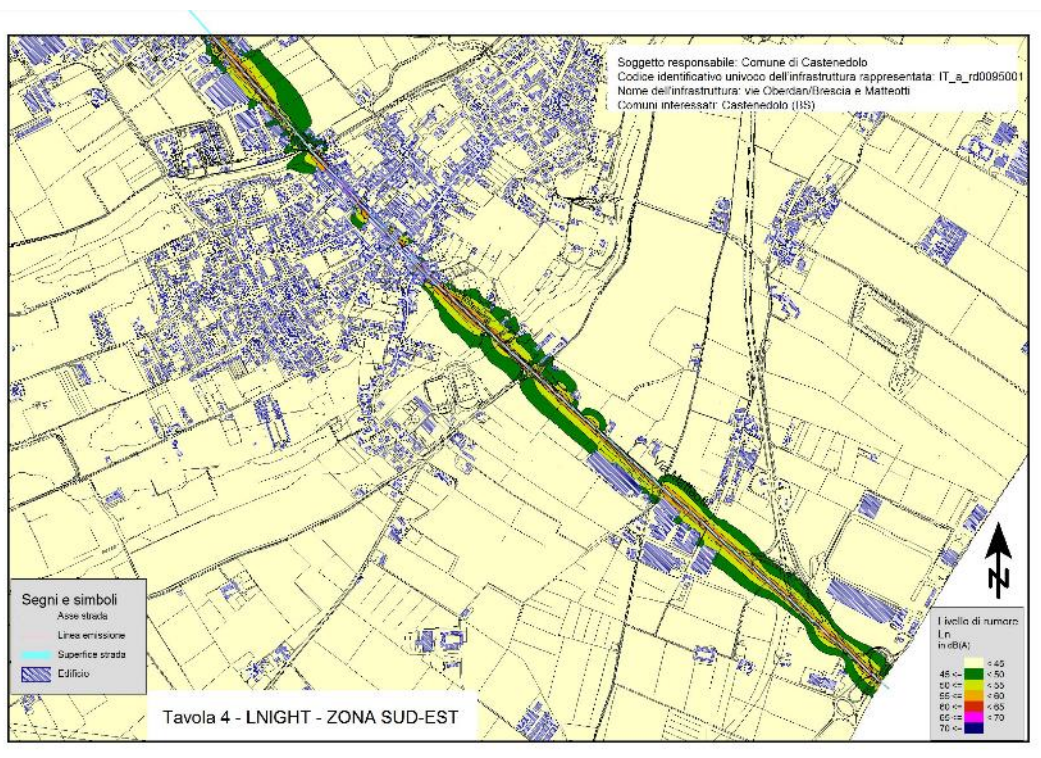 Soggetto responsabile: Comune di Castenedolo
Codice identificativo univoco dell'infrastruttura rappresentata: IT_a_rd0095001
Nome dell'infrastruttura: vie Oberdan/Brescia e Matteotti
Comuni interessati: Castenedolo (BS)
Segni e simboli
Asse strada
Linea emissione
Superfice strada
Edificio
Tavola 4 - LNIGHT - ZONA SUD-EST
N
Livello di rumore
Ln
in dB(A)
< 45
45 <= < 50
50 <= < 55
55 <= < 60
60 <= < 65
65 <= < 70
70 <=